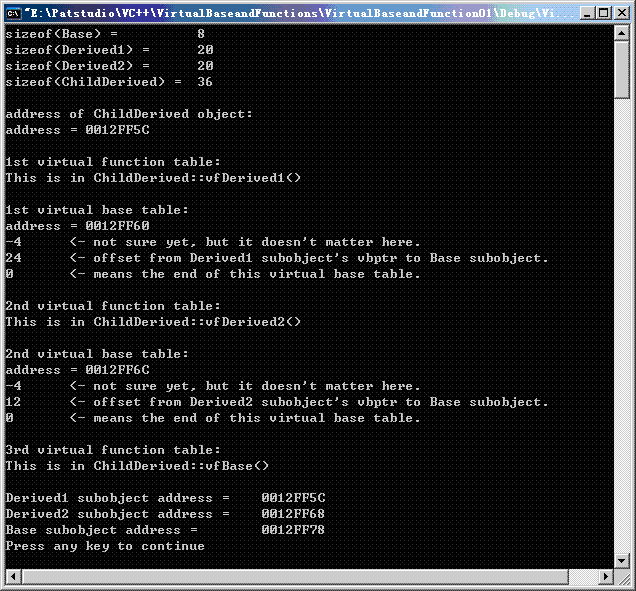 "E:\Patstudio\VC++\VirtualBaseandFunctions\VirtualBaseandFunction01\Debug\Vi...
sizeof(Base) = 8
sizeof(Derived1) = 20
sizeof(Derived2) = 20
sizeof(ChildDerived) = 36
address of ChildDerived object:
address = 0012FF5C
1st virtual function table:
This is in ChildDerived::vfDerived1()
1st virtual base table:
address = 0012FF60
-4 <- not sure yet, but it doesn't matter here.
24 <- offset from Derived1 subobject's vbptr to Base subobject.
0 <- means the end of this virtual base table.
2nd virtual function table:
This is in ChildDerived::vfDerived2()
2nd virtual base table:
address = 0012FF6C
-4 <- not sure yet, but it doesn't matter here.
12 <- offset from Derived2 subobject's vbptr to Base subobject.
0 <- means the end of this virtual base table.
3rd virtual function table:
This is in ChildDerived::vfBase()
Derived1 subobject address = 0012FF5C
Derived2 subobject address = 0012FF68
Base subobject address = 0012FF78
Press any key to continue